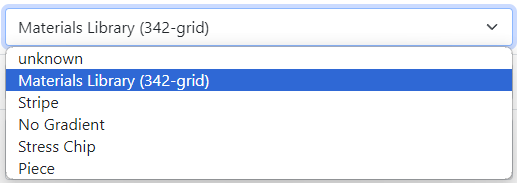 Materials Library (342-grid)
unknown
Materials Library (342-grid)
Stripe
No Gradient
Stress Chip
Piece